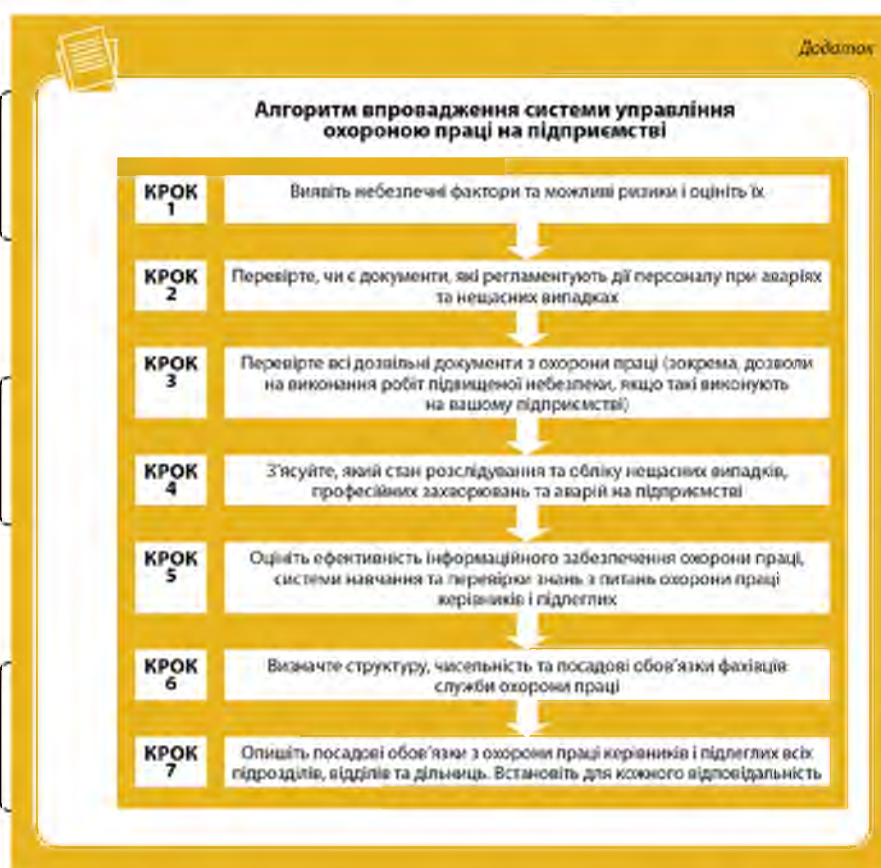 Додаток
Алгоритм впровадження системи управління
охороною праці на підприємстві
КРОК
1
Виявіть небезпечні фактори та можливі ризики і оцініть їх
КРОК
2
Перевірте, чи є документи, які регламентують дії персоналу при аваріях
та нещасних випадках
КРОК
3
Перевірте всі дозвільні документи з охорони праці (зокрема, дозволи
на виконання робіт підвищеної небезпеки, якщо такі виконують
на вашому підприємстві)
КРОК
4
З'ясуйте, який стан розслідування та обліку нещасних випадків,
професійних захворювань та аварій на підприємстві
КРОК
5
Оцініть ефективність інформаційного забезпечення охорони праці,
системи навчання та перевірки знань з питань охорони праці
керівників і підлеглих
КРОК
6
Визначте структуру, чисельність та посадові обов'язки фахівців
служби охорони праці
КРОК
7
Опишіть посадові обов'язки з охорони праці керівників і підлеглих всіх
підрозділів, відділів та дільниць. Встановіть для кожного відповідальність